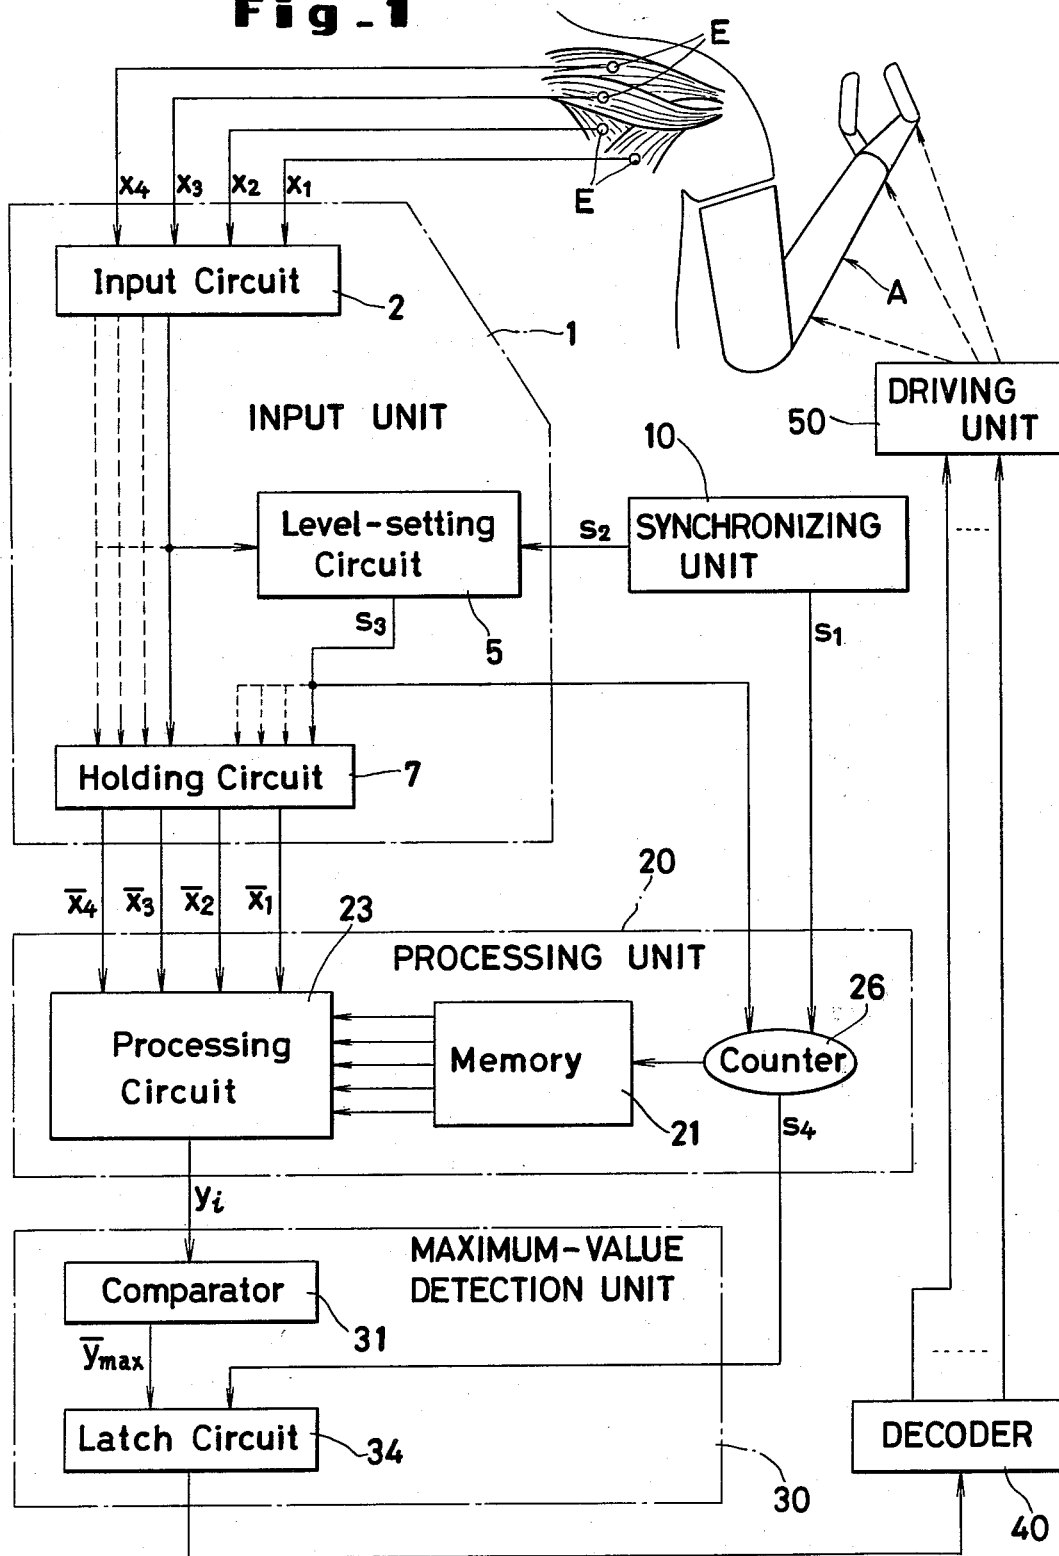 Fig_1
E
x4 x3 x2 x1
E
Input Circuit
2
1
A
INPUT UNIT
DRIVING
UNIT
50
10
Level-setting
Circuit
s2
SYNCHRONIZING
UNIT
s3
5
s1
Holding Circuit
7
x̄4 x̄3 x̄2 x̄1
23
20
PROCESSING UNIT
26
Processing
Circuit
Memory
Counter
21
s4
yi
MAXIMUM-VALUE
DETECTION UNIT
Comparator
31
ȳmax
Latch Circuit
34
DECODER
30
40